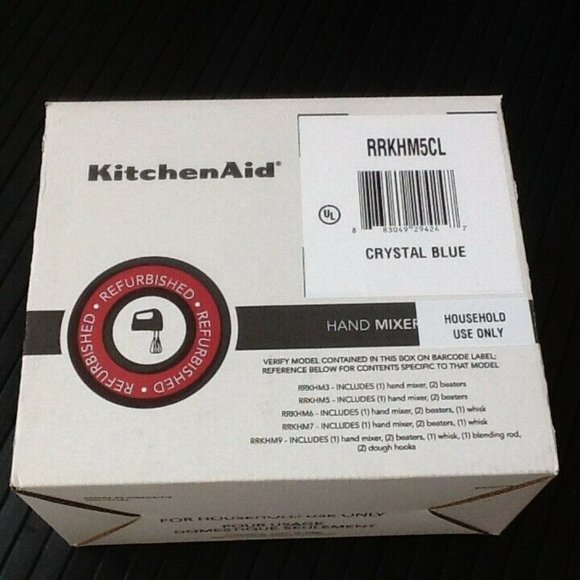 KitchenAid®
RRKHM5CL
UL
8 83049 29424 7
CRYSTAL BLUE
REFURBISHED • REFURBISHED • REFURBISHED •
HAND MIXER
HOUSEHOLD
USE ONLY
VERIFY MODEL CONTAINED IN THIS BOX ON BARCODE LABEL;
REFERENCE BELOW FOR CONTENTS SPECIFIC TO THAT MODEL
RRKHM3 - INCLUDES (1) hand mixer, (2) beaters
RRKHM5 - INCLUDES (1) hand mixer, (2) beaters
RRKHM6 - INCLUDES (1) hand mixer, (2) beaters, (1) whisk
RRKHM7 - INCLUDES (1) hand mixer, (2) beaters, (1) whisk
RRKHM9 - INCLUDES (1) hand mixer, (2) beaters, (1) whisk, (1) blending rod,
(2) dough hooks
FOR HOUSEHOLD USE ONLY
POUR USAGE
DOMESTIQUE SEULEMENT